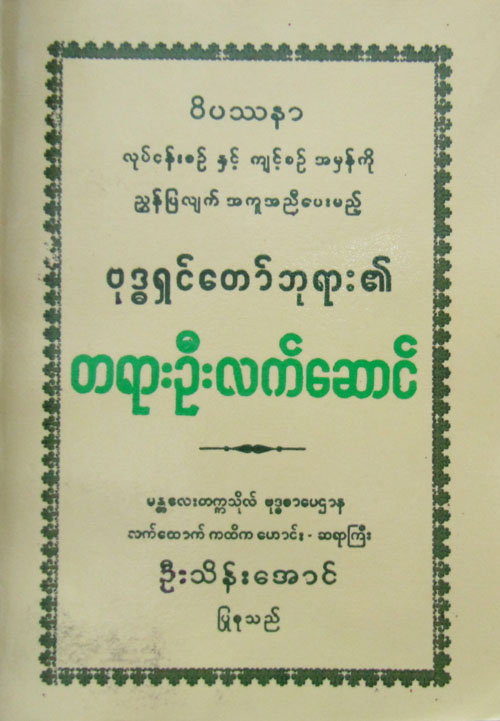 ဝိပဿနာ
လုပ်ငန်းစဉ် နှင့် ကျင့်စဉ် အမှန်ကို
ညွှန်ပြလျက် အကူအညီပေးမည့်
ဗုဒ္ဓရှင်တော်ဘုရား၏
တရားဦးလက်ဆောင်
မန္တလေးတက္ကသိုလ် ဗုဒ္ဓစာပေဌာန
လက်ထောက် ကထိက ဟောင်း - ဆရာကြီး
ဦးသိန်းအောင်
ပြုစုသည်